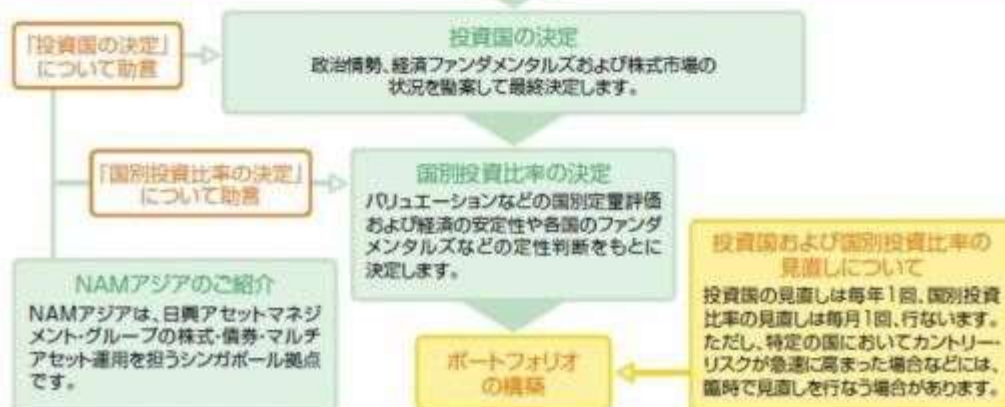 「投資国の決定」
について助言
投資国の決定
政治情勢、経済ファンダメンタルズおよび株式市場の
状況を勘案して最終決定します。
「国別投資比率の決定」
について助言
国別投資比率の決定
バリュエーションなどの国別定量評価
および経済の安定性や各国のファンダ
メンタルズなどの定性判断をもとに
決定します。
NAMアジアのご紹介
NAMアジアは、日興アセットマネジ
メント・グループの株式・債券・マルチ
アセット運用を担うシンガポール拠点
です。
ポートフォリオ
の構築
投資国および国別投資比率の
見直しについて
投資国の見直しは毎年1回、国別投資
比率の見直しは毎月1回、行ないます。
ただし、特定の国においてカントリー・
リスクが急速に高まった場合などには、
臨時で見直しを行なう場合があります。